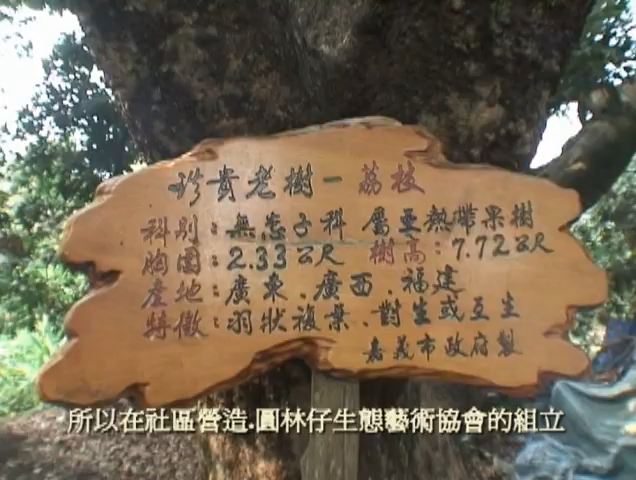 珍貴老樹一荔枝
科別：無患子科 屬亞熱帶果樹
胸圍：2.33公尺 樹高：7.72公尺
產地：廣東、廣西、福建
特徵：羽狀複葉、對生或互生
嘉義市政府製
所以在社區營造.圓林仔生態藝術協會的組立